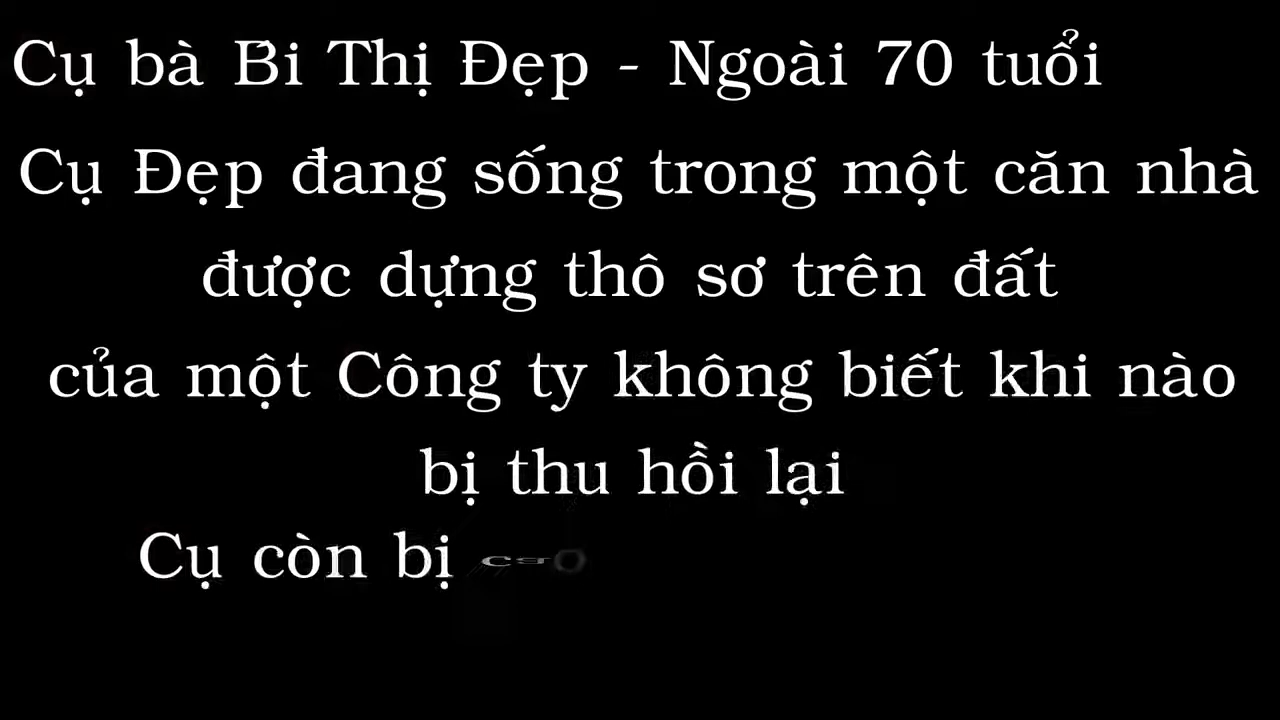 Cụ bà Bi Thị Đẹp - Ngoài 70 tuổi
Cụ Đẹp đang sống trong một căn nhà
được dựng thô sơ trên đất
của một Công ty không biết khi nào
bị thu hồi lại
Cụ còn bị